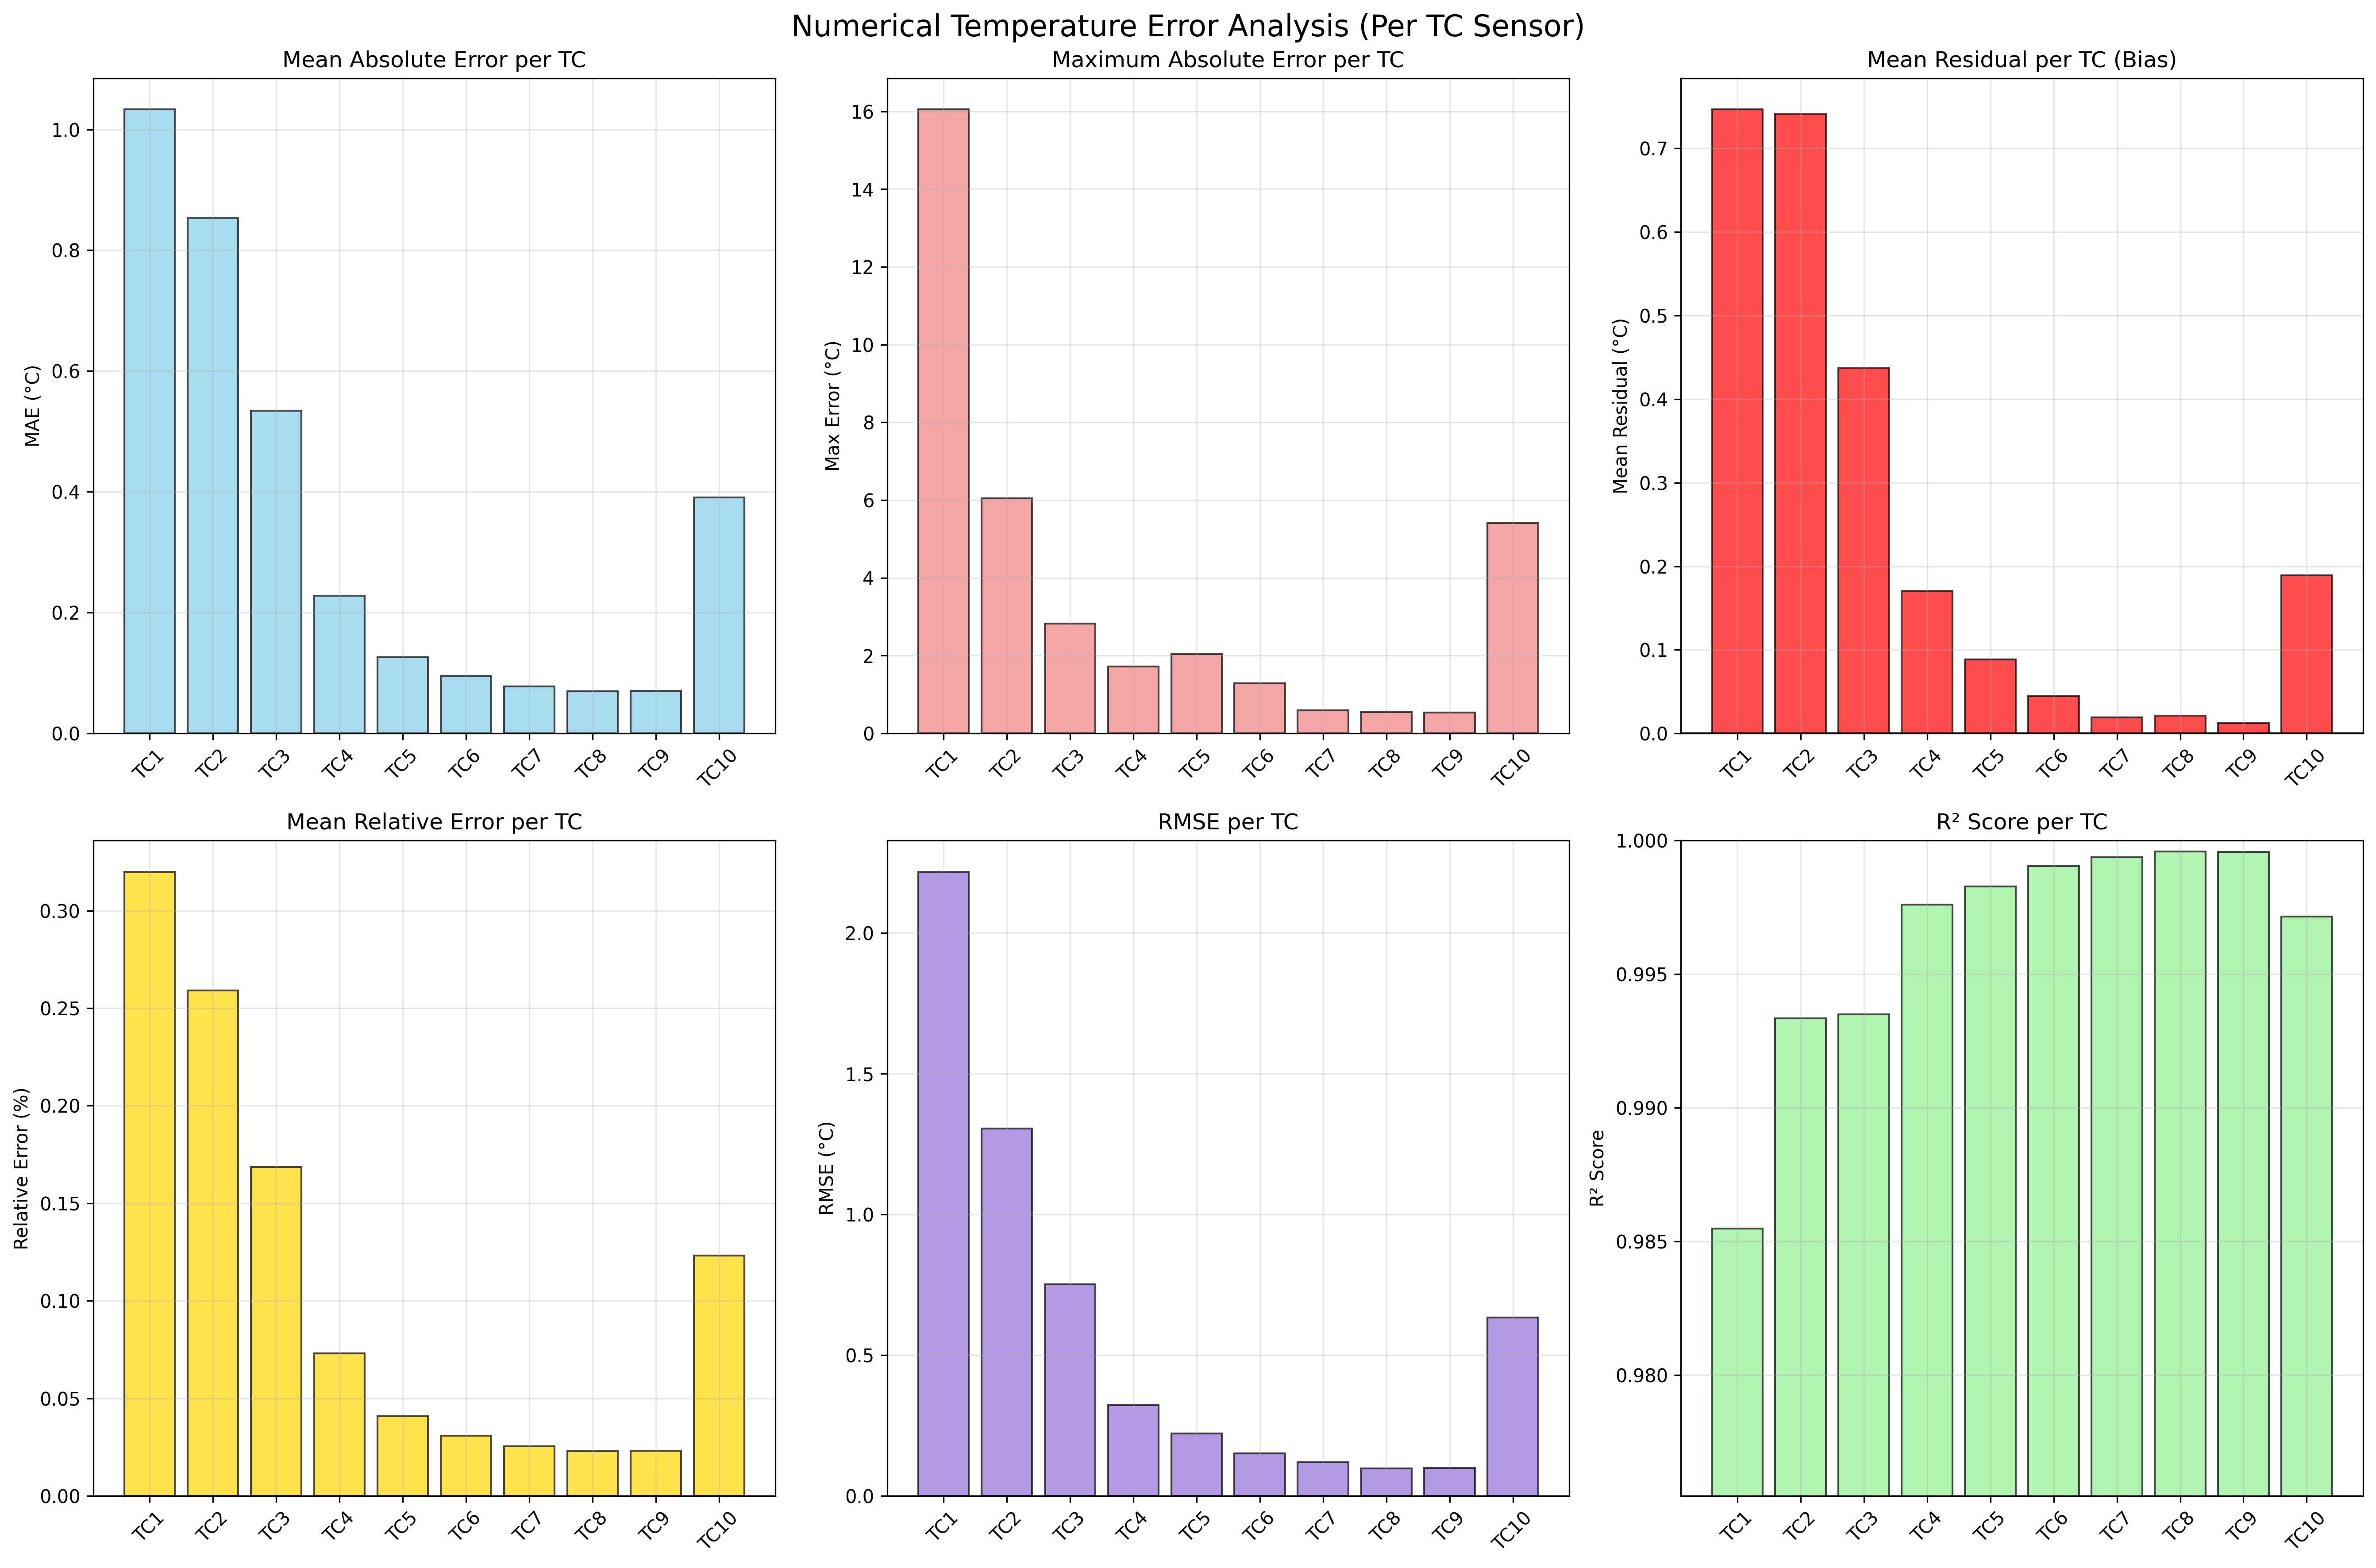 Numerical Temperature Error Analysis (Per TC Sensor)
Mean Absolute Error per TC
MAE (°C)
1.0
0.8
0.6
0.4
0.2
0.0
TC1 TC2 TC3 TC4 TC5 TC6 TC7 TC8 TC9 TC10
Maximum Absolute Error per TC
Max Error (°C)
16
14
12
10
8
6
4
2
0
TC1 TC2 TC3 TC4 TC5 TC6 TC7 TC8 TC9 TC10
Mean Residual per TC (Bias)
Mean Residual (°C)
0.7
0.6
0.5
0.4
0.3
0.2
0.1
0.0
TC1 TC2 TC3 TC4 TC5 TC6 TC7 TC8 TC9 TC10
Mean Relative Error per TC
Relative Error (%)
0.30
0.25
0.20
0.15
0.10
0.05
0.00
TC1 TC2 TC3 TC4 TC5 TC6 TC7 TC8 TC9 TC10
RMSE per TC
RMSE (°C)
2.0
1.5
1.0
0.5
0.0
TC1 TC2 TC3 TC4 TC5 TC6 TC7 TC8 TC9 TC10
R² Score per TC
R² Score
1.000
0.995
0.990
0.985
0.980
TC1 TC2 TC3 TC4 TC5 TC6 TC7 TC8 TC9 TC10